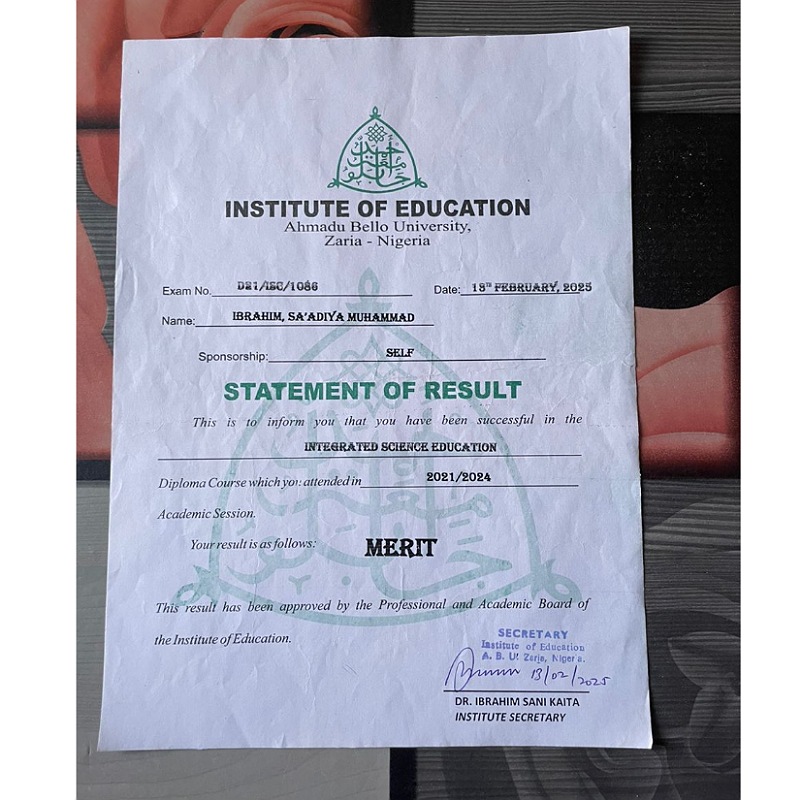 INSTITUTE OF EDUCATION
Ahmadu Bello University,
Zaria - Nigeria
Exam No. D21/ISC/1086 Date: 13TH FEBRUARY, 2025
Name: IBRAHIM, SA'ADIYA MUHAMMAD
Sponsorship: SELF
STATEMENT OF RESULT
This is to inform you that you have been successful in the
INTEGRATED SCIENCE EDUCATION
Diploma Course which you attended in 2021/2024
Academic Session.
Your result is as follows: MERIT
This result has been approved by the Professional and Academic Board of
the Institute of Education.
SECRETARY
Institute of Education
A. B. U. Zaria, Nigeria.
13/02/2025
DR. IBRAHIM SANI KAITA
INSTITUTE SECRETARY